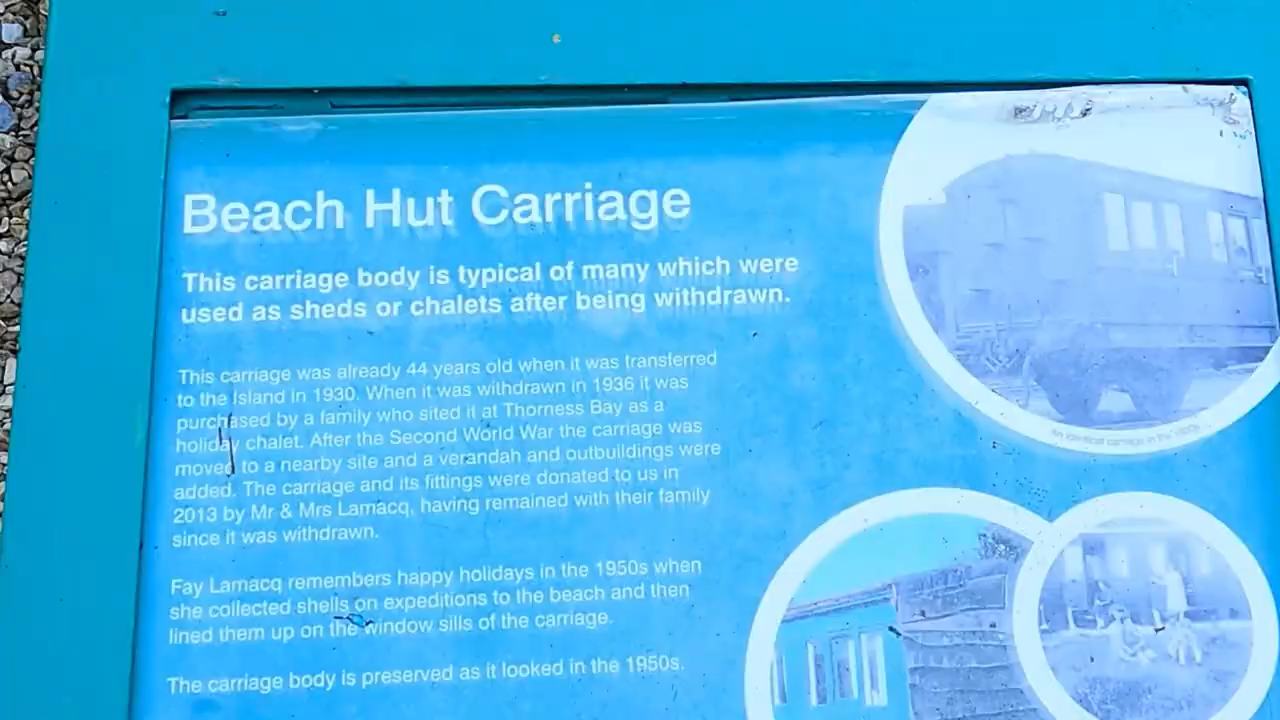 Beach Hut Carriage
This carriage body is typical of many which were
used as sheds or chalets after being withdrawn.
This carriage was already 44 years old when it was transferred
to the Island in 1930. When it was withdrawn in 1936 it was
purchased by a family who sited it at Thorness Bay as a
holiday chalet. After the Second World War the carriage was
moved to a nearby site and a verandah and outbuildings were
added. The carriage and its fittings were donated to us in
2013 by Mr & Mrs Lamacq, having remained with their family
since it was withdrawn.
Fay Lamacq remembers happy holidays in the 1950s when
she collected shells on expeditions to the beach and then
lined them up on the window sills of the carriage.
The carriage body is preserved as it looked in the 1950s.
An identical carriage in the